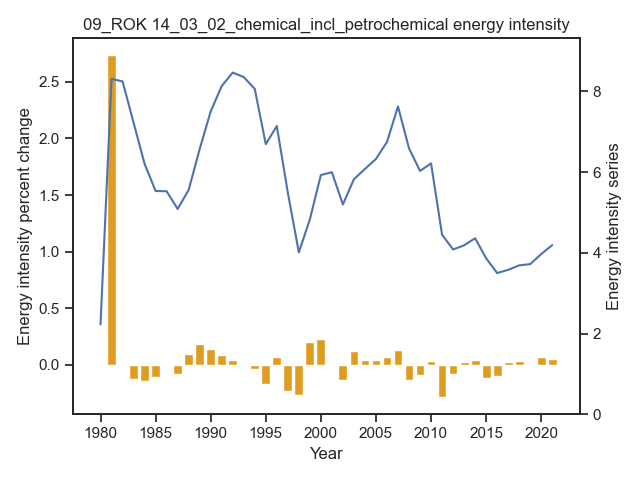 09_ROK 14_03_02_chemical_incl_petrochemical energy intensity
Energy intensity percent change
2.5
2.0
1.5
1.0
0.5
0.0
8
6
4
2
0
Energy intensity series
1980 1985 1990 1995 2000 2005 2010 2015 2020
Year